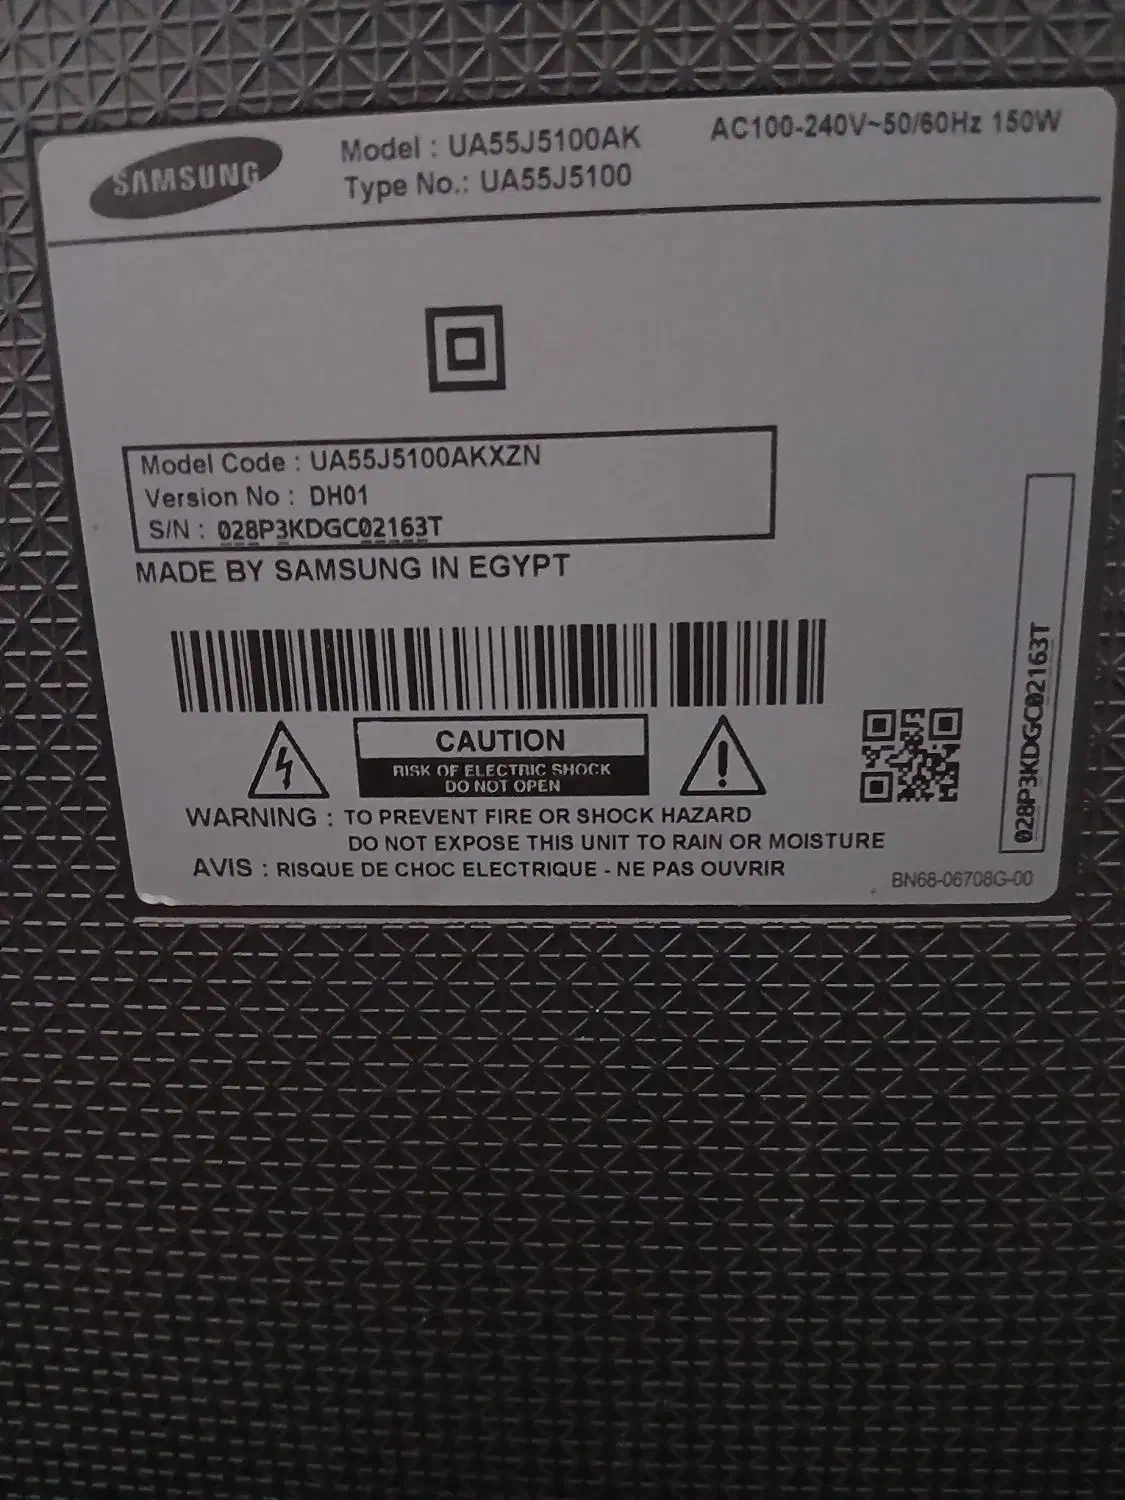 SAMSUNG
Model : UA55J5100AK
Type No.: UA55J5100
AC100-240V~50/60Hz 150W
Model Code : UA55J5100AKXZN
Version No : DH01
S/N : 028P3KDGC02163T
MADE BY SAMSUNG IN EGYPT
CAUTION
RISK OF ELECTRIC SHOCK
DO NOT OPEN
WARNING : TO PREVENT FIRE OR SHOCK HAZARD
DO NOT EXPOSE THIS UNIT TO RAIN OR MOISTURE
AVIS : RISQUE DE CHOC ELECTRIQUE - NE PAS OUVRIR
BN68-06708G-00
028P3KDGC02163T